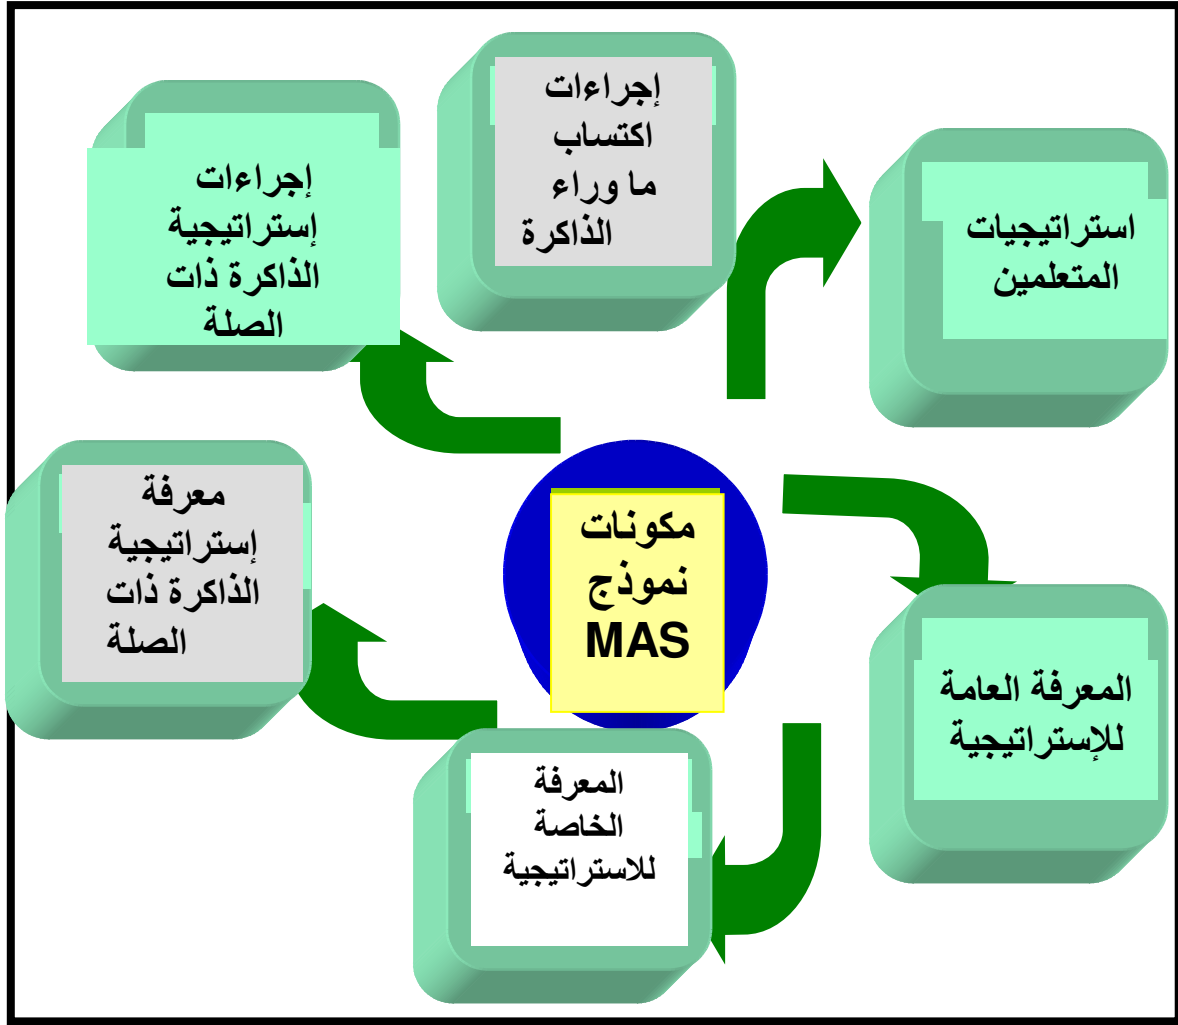 إجراءات
اكتساب
ما وراء
الذاكرة
استراتيجيات
المتعلمين
إجراءات
إستراتيجية
الذاكرة ذات
الصلة
مكونات
نموذج
MAS
معرفة
إستراتيجية
الذاكرة ذات
الصلة
المعرفة العامة
للإستراتيجية
المعرفة
الخاصة
للاستراتيجية